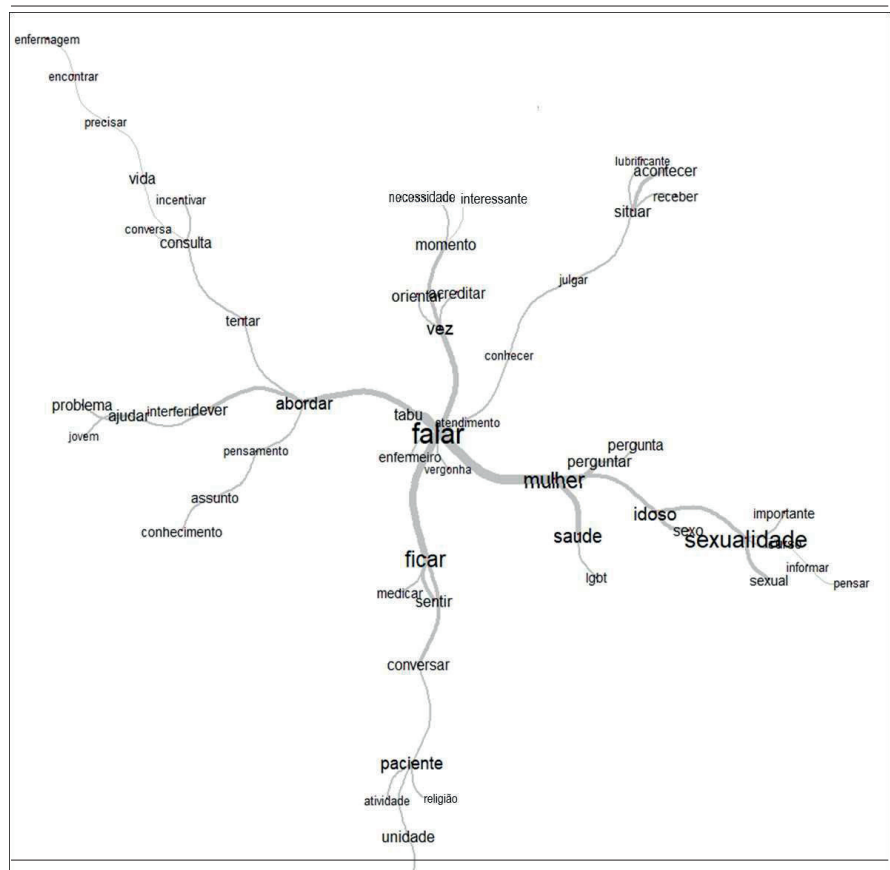 enfermagem
encontrar
precisar
vida
incentivar
conversa
consulta
tentar
necessidade interessante
momento
orientar acreditar
vez
lubrificante
acontecer
receber
situar
julgar
conhecer
problema
ajudar interferir dever
abordar
jovem
pensamento
assunto
conhecimento
tabu
atendimento
falar
enfermeiro
vergonha
mulher
pergunta
perguntar
idoso
sexo
sexualidade
importante
curso
informar
sexual
pensar
saude
lgbt
ficar
medicar
sentir
conversar
paciente
atividade religião
unidade